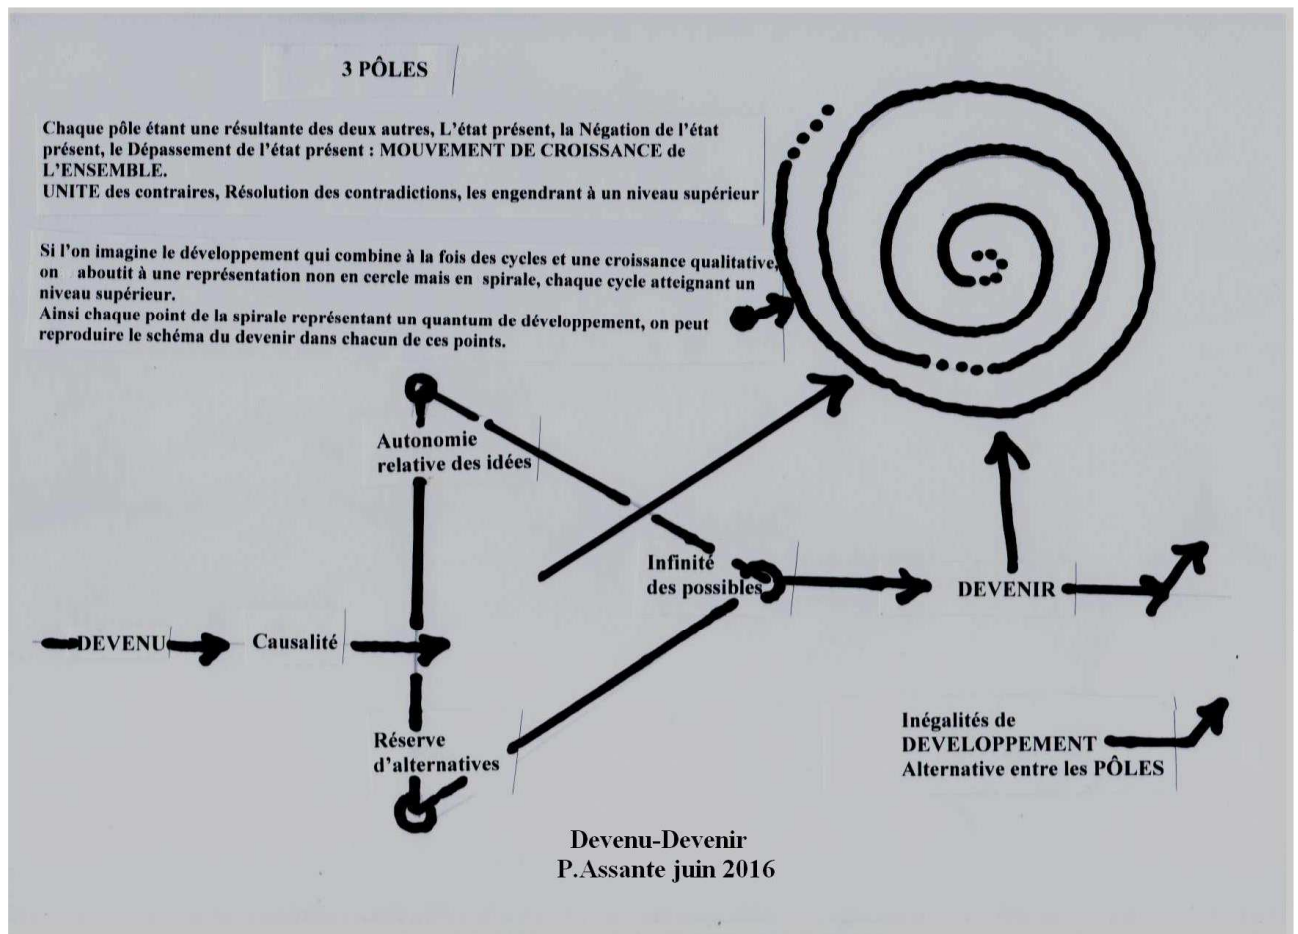 3 PÔLES
Chaque pôle étant une résultante des deux autres, L'état présent, la Négation de l'état
présent, le Dépassement de l'état présent : MOUVEMENT DE CROISSANCE de
L'ENSEMBLE.
UNITE des contraires, Résolution des contradictions, les engendrant à un niveau supérieur
Si l'on imagine le développement qui combine à la fois des cycles et une croissance qualitative,
on aboutit à une représentation non en cercle mais en spirale, chaque cycle atteignant un
niveau supérieur.
Ainsi chaque point de la spirale représentant un quantum de développement, on peut
reproduire le schéma du devenir dans chacun de ces points.
Autonomie
relative des idées
Infinité
des possibles
DEVENIR
DEVENU
Causalité
Réserve
d'alternatives
Inégalités de
DEVELOPPEMENT
Alternative entre les PÔLES
Devenu-Devenir
P.Assante juin 2016